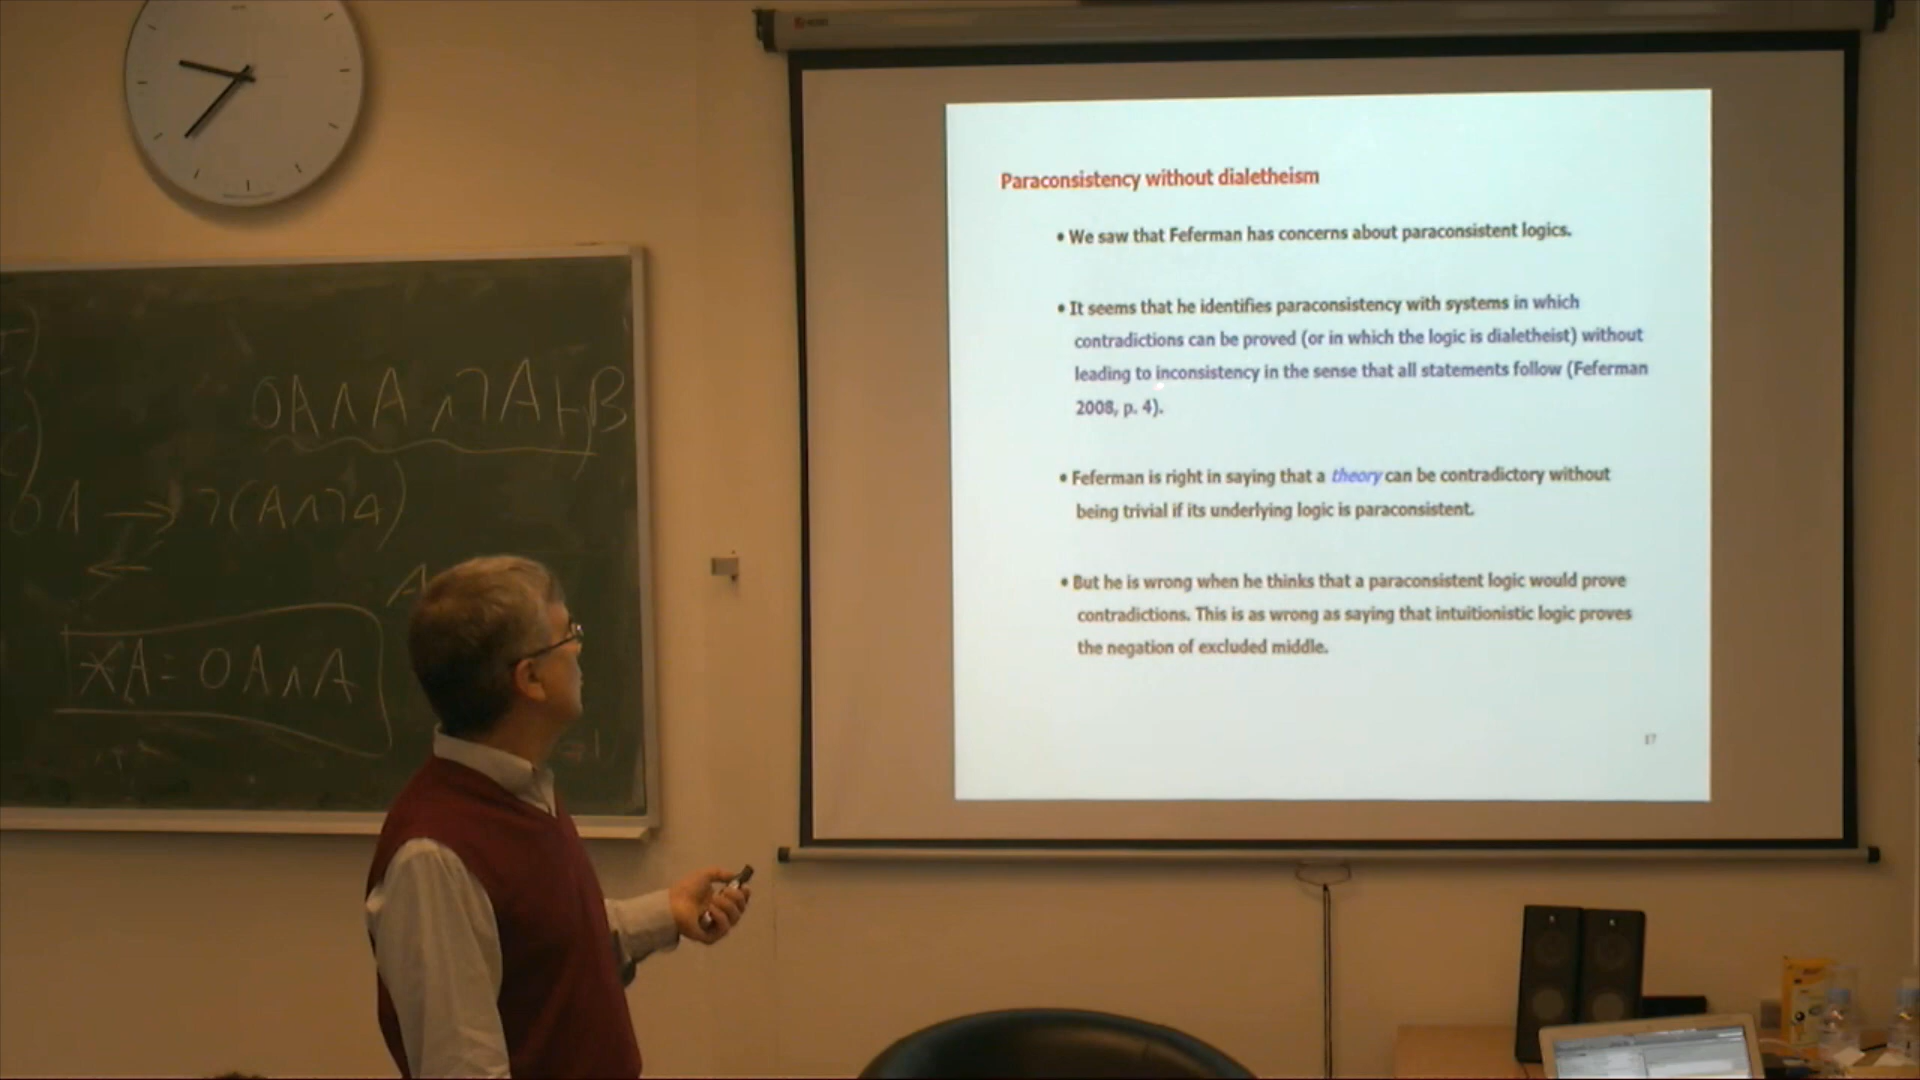 Paraconsistency without dialetheism
• We saw that Feferman has concerns about paraconsistent logics.
• It seems that he identifies paraconsistency with systems in which
contradictions can be proved (or in which the logic is dialetheist) without
leading to inconsistency in the sense that all statements follow (Feferman
2008, p. 4).
• Feferman is right in saying that a theory can be contradictory without
being trivial if its underlying logic is paraconsistent.
• But he is wrong when he thinks that a paraconsistent logic would prove
contradictions. This is as wrong as saying that intuitionistic logic proves
the negation of excluded middle.
17
OA∧A∧¬A⊢B
OA → ¬(A∧¬A)
←
A
*A = OA∧A